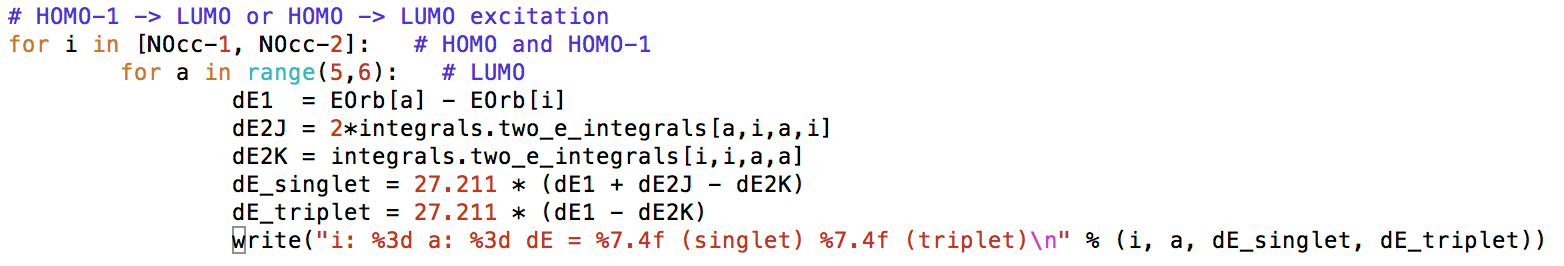 # HOMO-1 -> LUMO or HOMO -> LUMO excitation
for i in [NOcc-1, NOcc-2]:   # HOMO and HOMO-1
        for a in range(5,6):   # LUMO
                dE1  = EOrb[a] - EOrb[i]
                dE2J = 2*integrals.two_e_integrals[a,i,a,i]
                dE2K = integrals.two_e_integrals[i,i,a,a]
                dE_singlet = 27.211 * (dE1 + dE2J - dE2K)
                dE_triplet = 27.211 * (dE1 - dE2K)
                write("i: %3d a: %3d dE = %7.4f (singlet) %7.4f (triplet)\n" % (i, a, dE_singlet, dE_triplet))